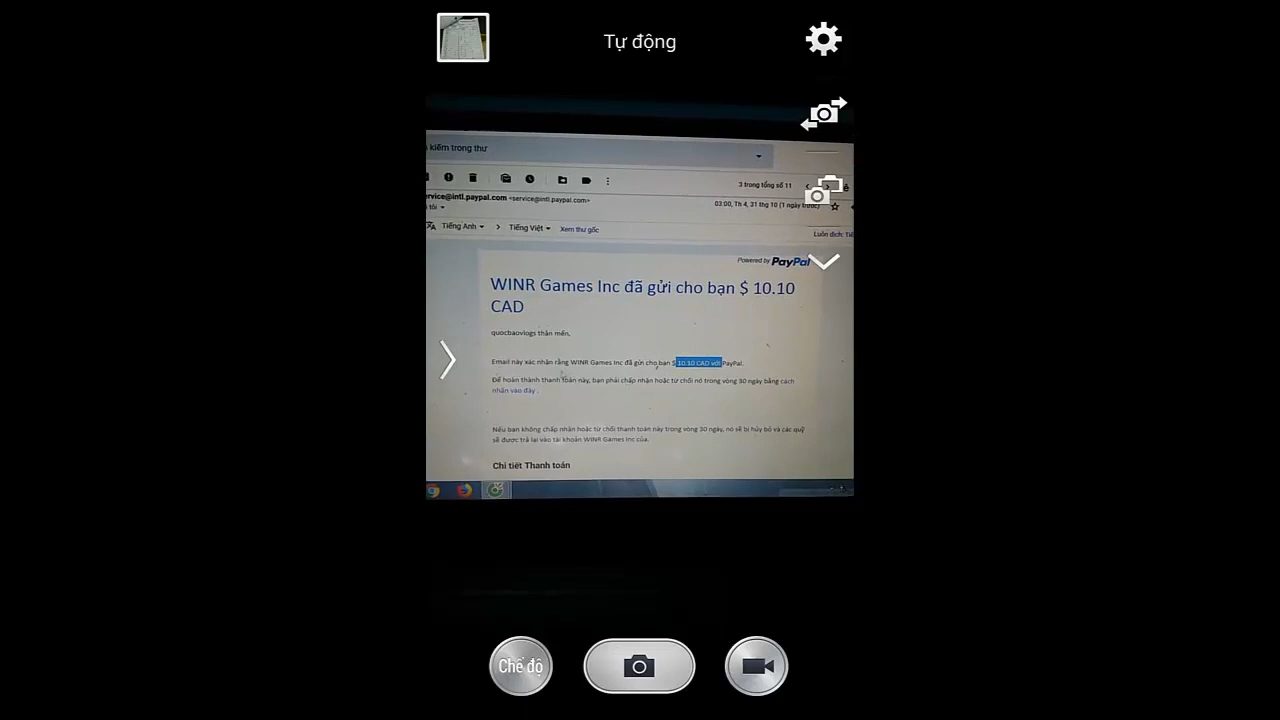 Tự động
kiếm trong thư
3 trong tổng số 11
service@intl.paypal.com <service@intl.paypal.com>
03:00, Th 4, 31 thg 10 (1 ngày trước)
tôi
Tiếng Anh > Tiếng Việt Xem thư gốc
Luôn dịch:
Powered by PayPal
WINR Games Inc đã gửi cho bạn $ 10.10
CAD
quocbaovlogs thân mến,
Email này xác nhận rằng WINR Games Inc đã gửi cho bạn $ 10.10 CAD với PayPal.
Để hoàn thành thanh toán này, bạn phải chấp nhận hoặc từ chối nó trong vòng 30 ngày bằng cách
nhấn vào đây .
Nếu bạn không chấp nhận hoặc từ chối thanh toán này trong vòng 30 ngày, nó sẽ bị hủy bỏ và các quỹ
sẽ được trả lại vào tài khoản WINR Games Inc của.
Chi tiết Thanh toán
Chế độ